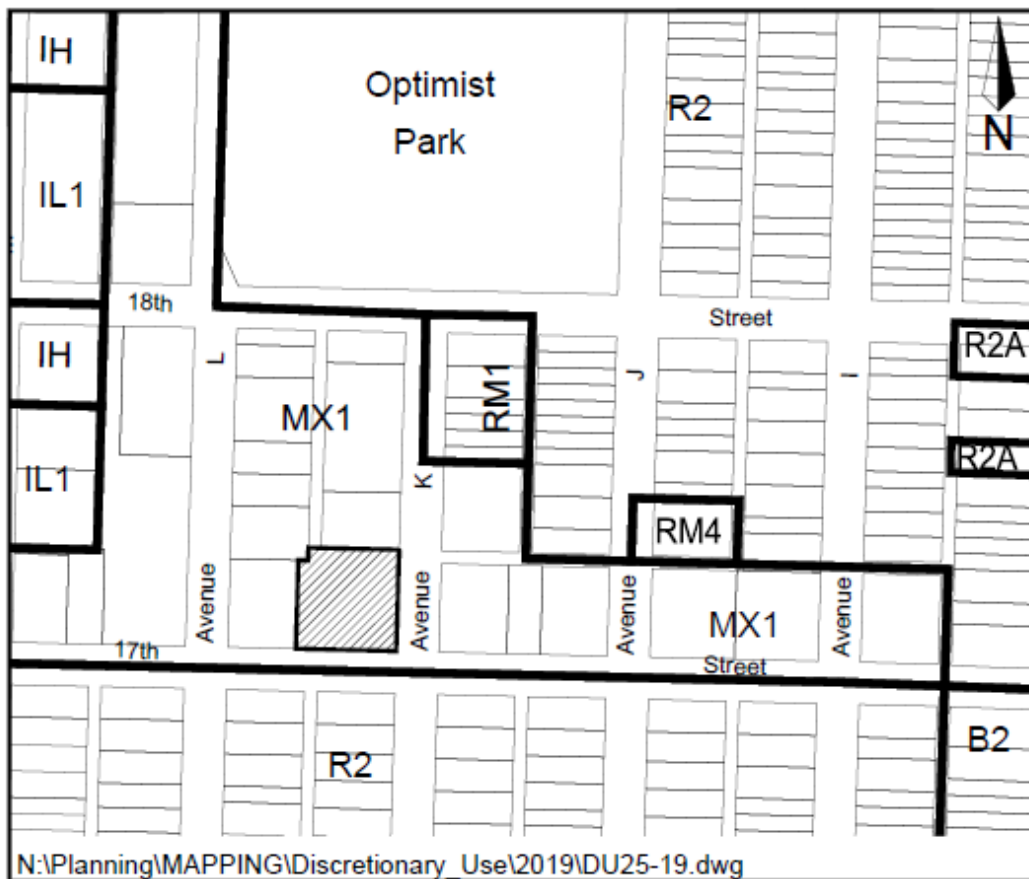 IH
Optimist
Park
R2
N
IL1
18th
Street
IH
L
J
I
R2A
MX1
RM1
R2A
IL1
K
RM4
Avenue
Avenue
Avenue
Avenue
MX1
17th
Street
R2
B2
N:\Planning\MAPPING\Discretionary_Use\2019\DU25-19.dwg